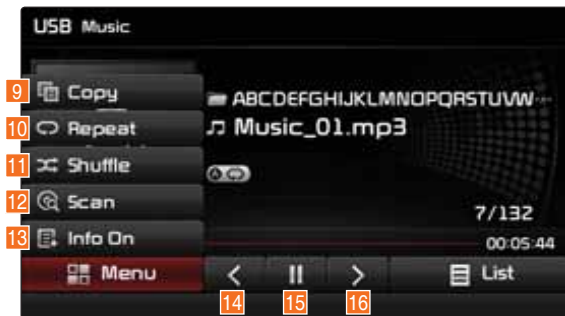 USB Music
9 Copy
ABCDEFGHIJKLMNOPQRSTUVW...
10 Repeat
Music_01.mp3
11 Shuffle
12 Scan
7/132
13 Info On
00:05:44
Menu
List
14 15 16